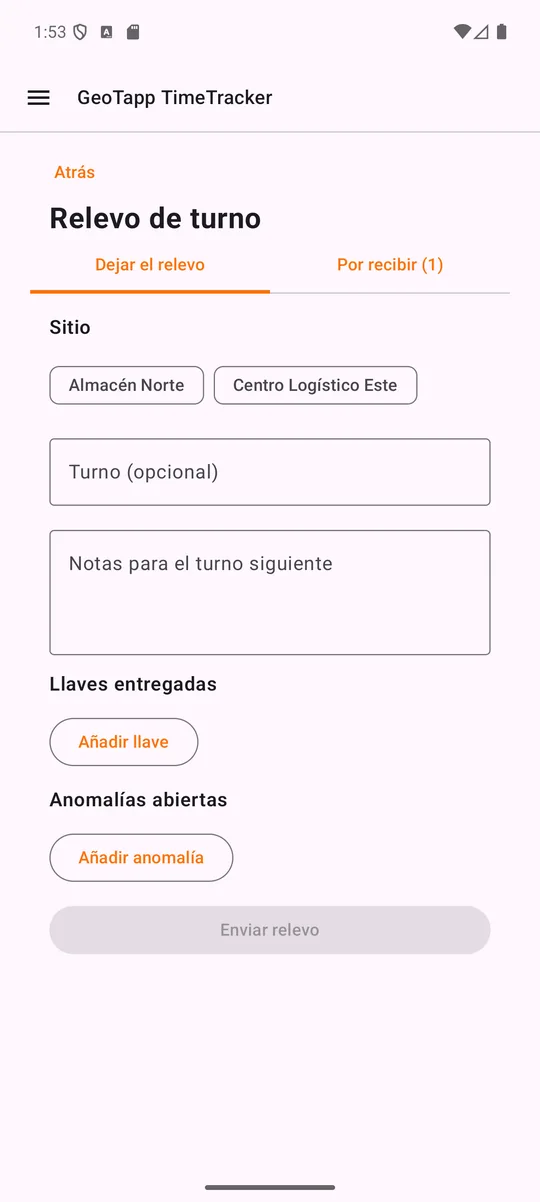 1:53
GeoTapp TimeTracker
Atrás
Relevo de turno
Dejar el relevo
Por recibir (1)
Sitio
Almacén Norte
Centro Logístico Este
Turno (opcional)
Notas para el turno siguiente
Llaves entregadas
Añadir llave
Anomalías abiertas
Añadir anomalía
Enviar relevo